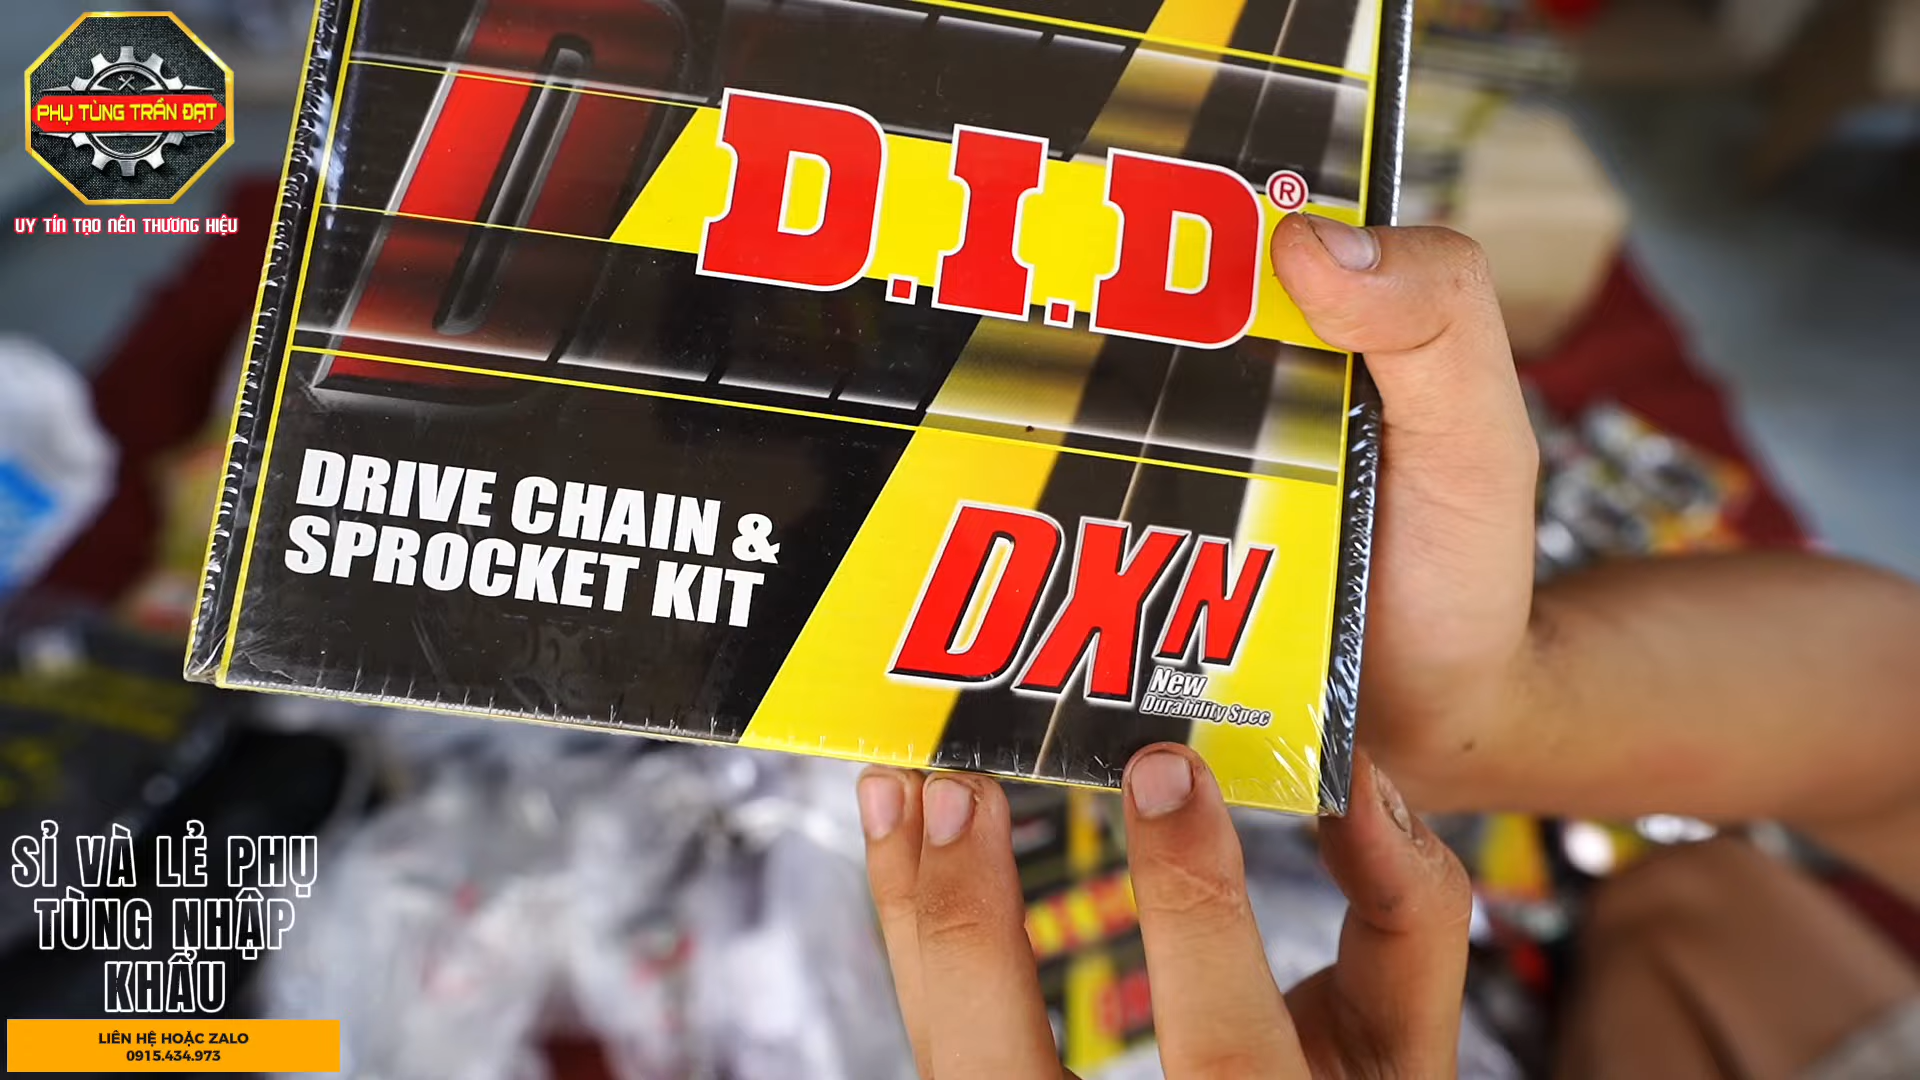 PHỤ TÙNG TRẦN ĐẠT
UY TÍN TẠO NÊN THƯƠNG HIỆU
D.I.D®
DRIVE CHAIN &
SPROCKET KIT
DXN
New
Durability Spec
SỈ VÀ LẺ PHỤ
TÙNG NHẬP
KHẨU
LIÊN HỆ HOẶC ZALO
0915.434.973